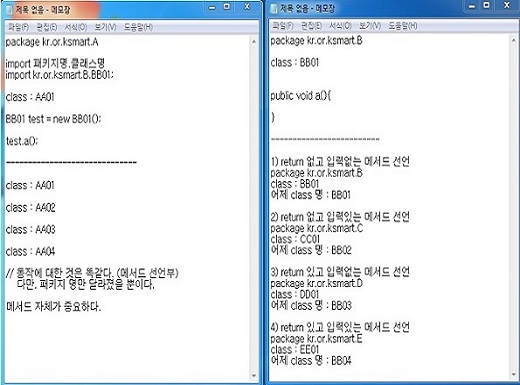 제목 없음 - 메모장
파일(F) 편집(E) 서식(O) 보기(V) 도움말(H)
package kr.or.ksmart.A
import 패키지명.클래스명
import kr.or.ksmart.B.BB01;
class : AA01
BB01 test = new BB01();
test.a();
------------------------------
class : AA01
class : AA02
class : AA03
class : AA04
// 동작에 대한 것은 똑같다. (메서드 선언부)
다만, 패키지 명만 달라졌을 뿐이다.
메서드 자체가 중요하다.
제목 없음 - 메모장
파일(F) 편집(E) 서식(O) 보기(V) 도움말(H)
package kr.or.ksmart.B
class : BB01
public void a(){
}
-------------------------
1) return 없고 입력없는 메서드 선언
package kr.or.ksmart.B
class : BB01
어제 class 명 : BB01
2) return 없고 입력있는 메서드 선언
package kr.or.ksmart.C
class : CC01
어제 class 명 : BB02
3) return 있고 입력없는 메서드 선언
package kr.or.ksmart.D
class : DD01
어제 class 명 : BB03
4) return 있고 입력있는 메서드 선언
package kr.or.ksmart.E
class : EE01
어제 class 명 : BB04